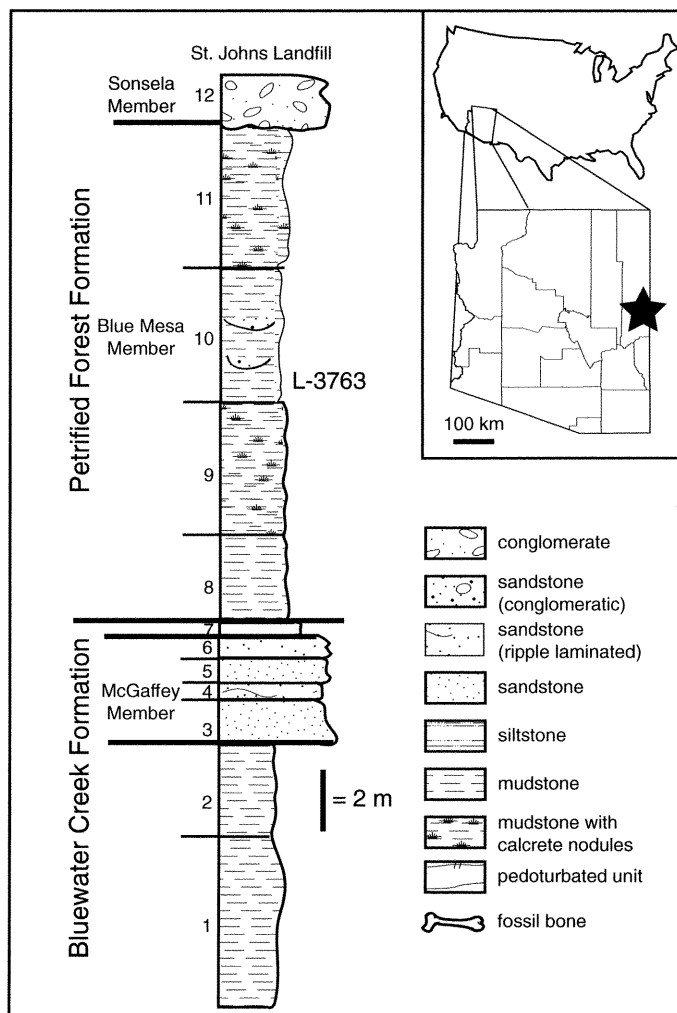 St. Johns Landfill
Sonsela
Member
12
11
Petrified Forest Formation
Blue Mesa
Member
10
L-3763
9
8
7
6
5
McGaffey
Member
4
3
Bluewater Creek Formation
2
= 2 m
1
100 km
conglomerate
sandstone
(conglomeratic)
sandstone
(ripple laminated)
sandstone
siltstone
mudstone
mudstone with
calcrete nodules
pedoturbated unit
fossil bone